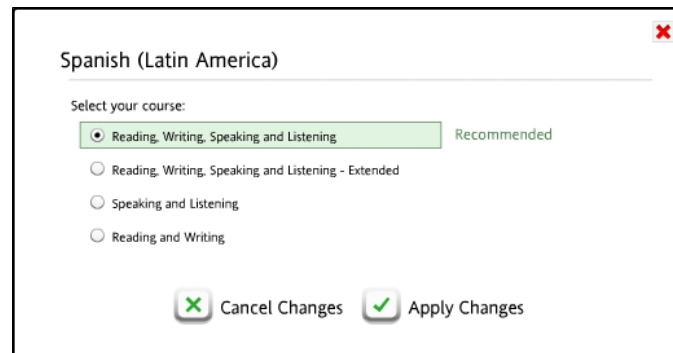 Spanish (Latin America)
Select your course:
Reading, Writing, Speaking and Listening Recommended
Reading, Writing, Speaking and Listening - Extended
Speaking and Listening
Reading and Writing
Cancel Changes Apply Changes